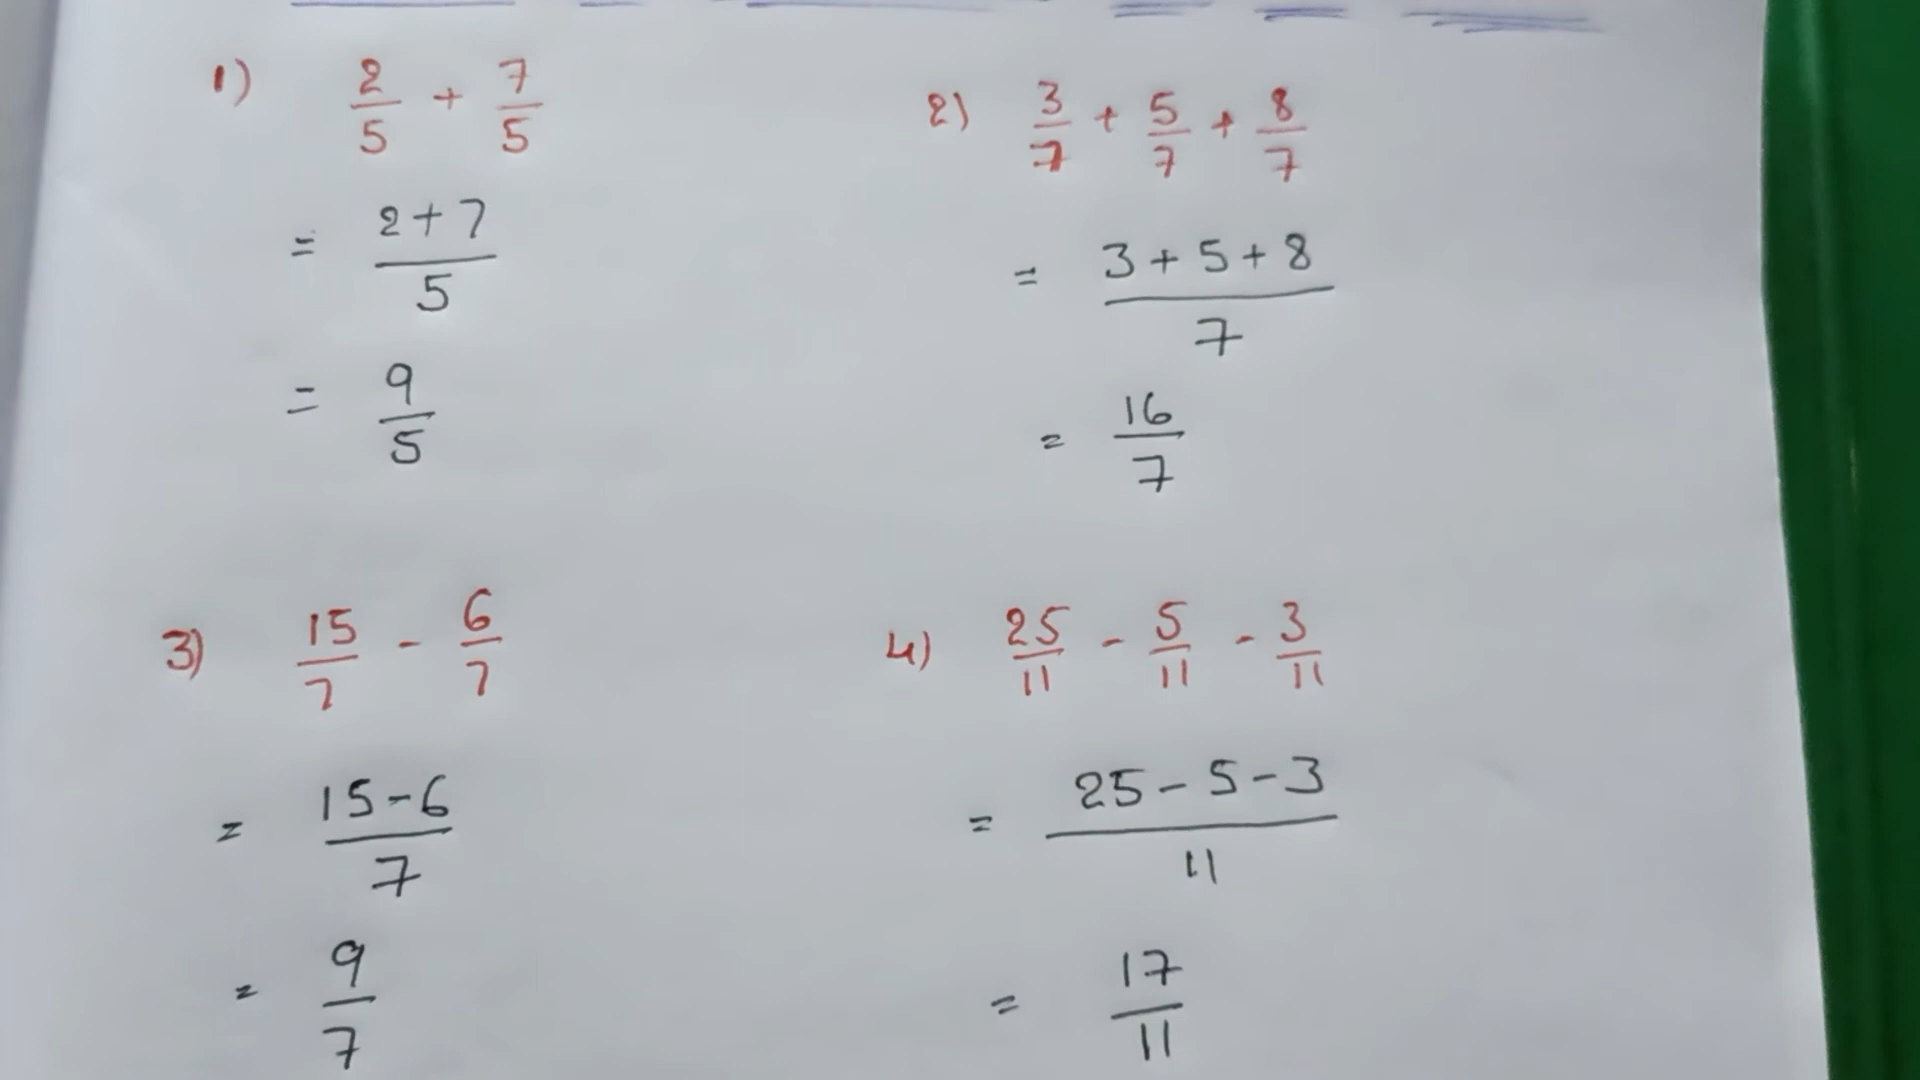 1) 2/5 + 7/5
= 2+7/5
= 9/5
2) 3/7 + 5/7 + 8/7
= 3+5+8/7
= 16/7
3) 15/7 - 6/7
= 15-6/7
= 9/7
4) 25/11 - 5/11 - 3/11
= 25-5-3/11
= 17/11